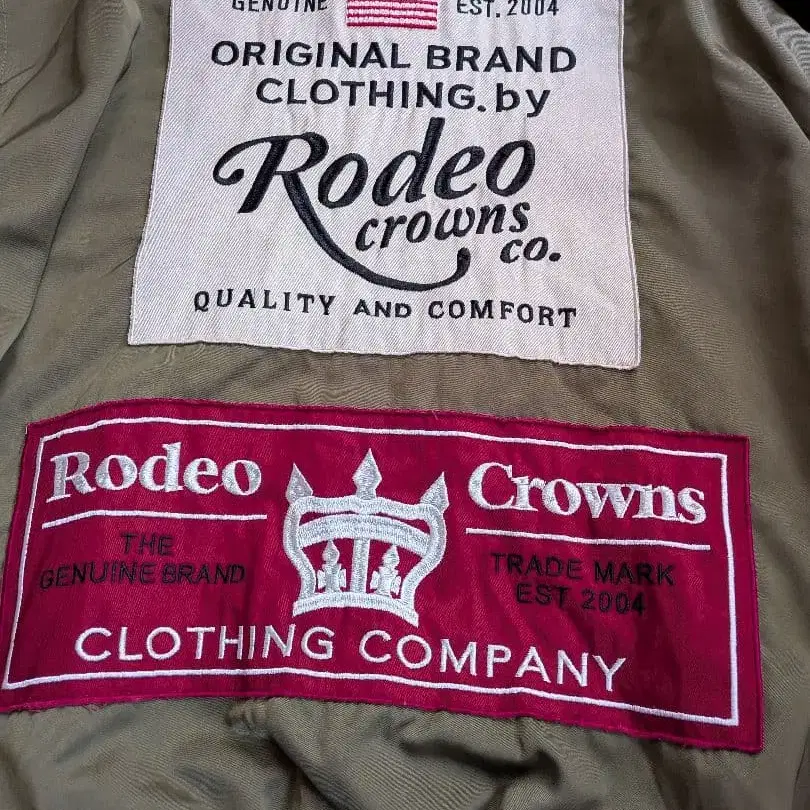 GENUINE EST. 2004
ORIGINAL BRAND
CLOTHING. by
Rodeo
crowns
co.
QUALITY AND COMFORT
Rodeo Crowns
THE
GENUINE BRAND
TRADE MARK
EST 2004
CLOTHING COMPANY